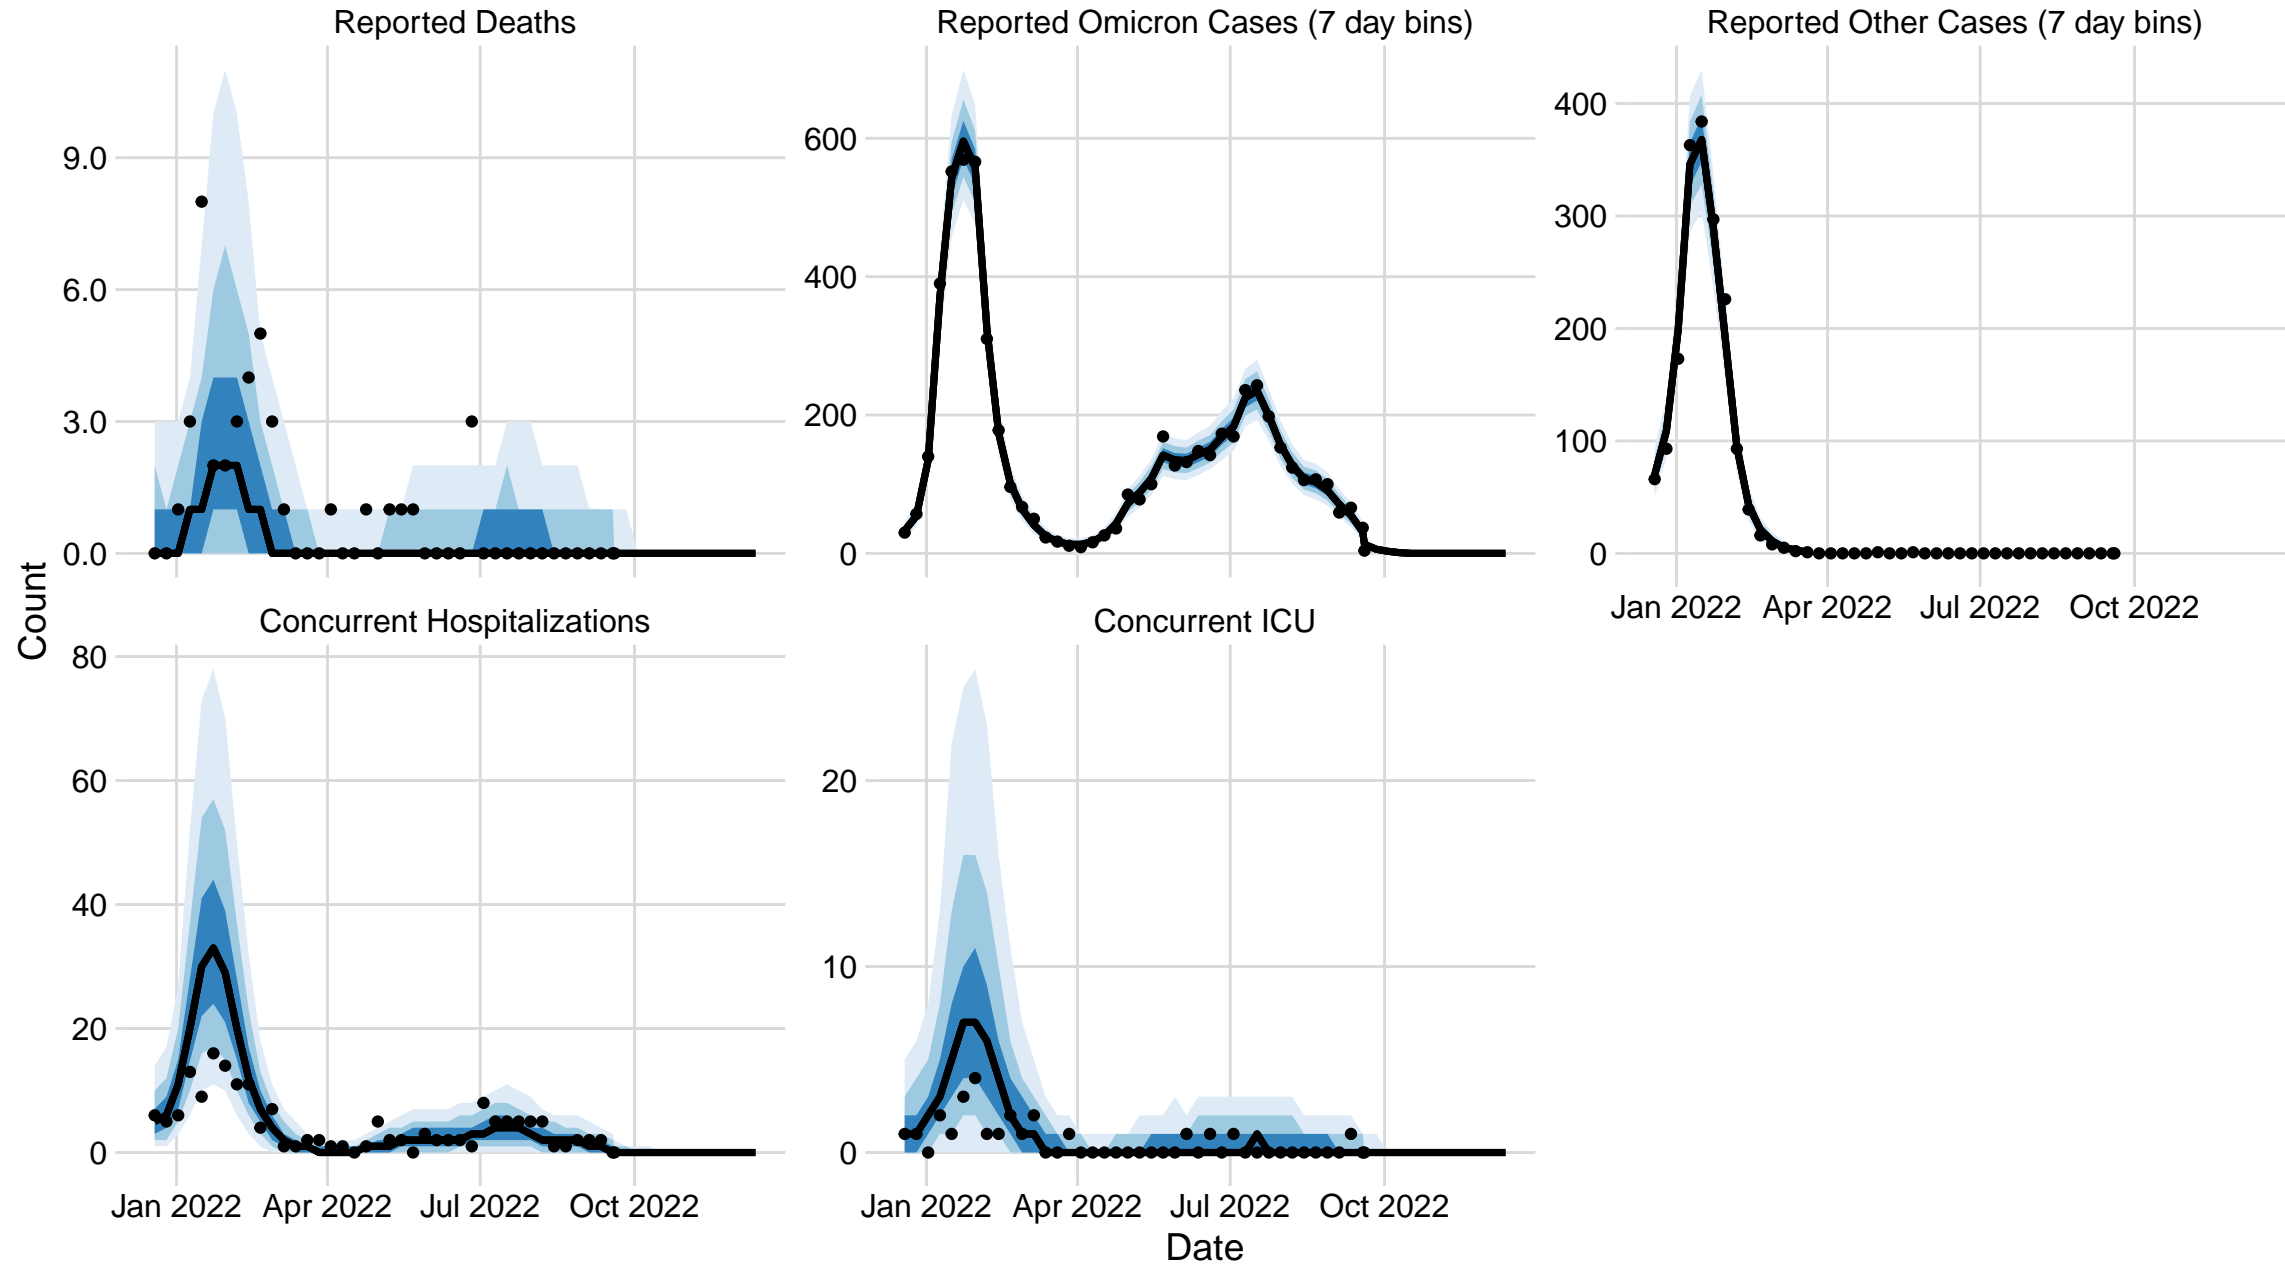 Reported Deaths
Reported Omicron Cases (7 day bins)
Reported Other Cases (7 day bins)
9.0
6.0
3.0
0.0
600
400
200
0
400
300
200
100
0
Jan 2022 Apr 2022 Jul 2022 Oct 2022
Count
Concurrent Hospitalizations
Concurrent ICU
80
60
40
20
0
20
10
0
Jan 2022 Apr 2022 Jul 2022 Oct 2022
Jan 2022 Apr 2022 Jul 2022 Oct 2022
Date